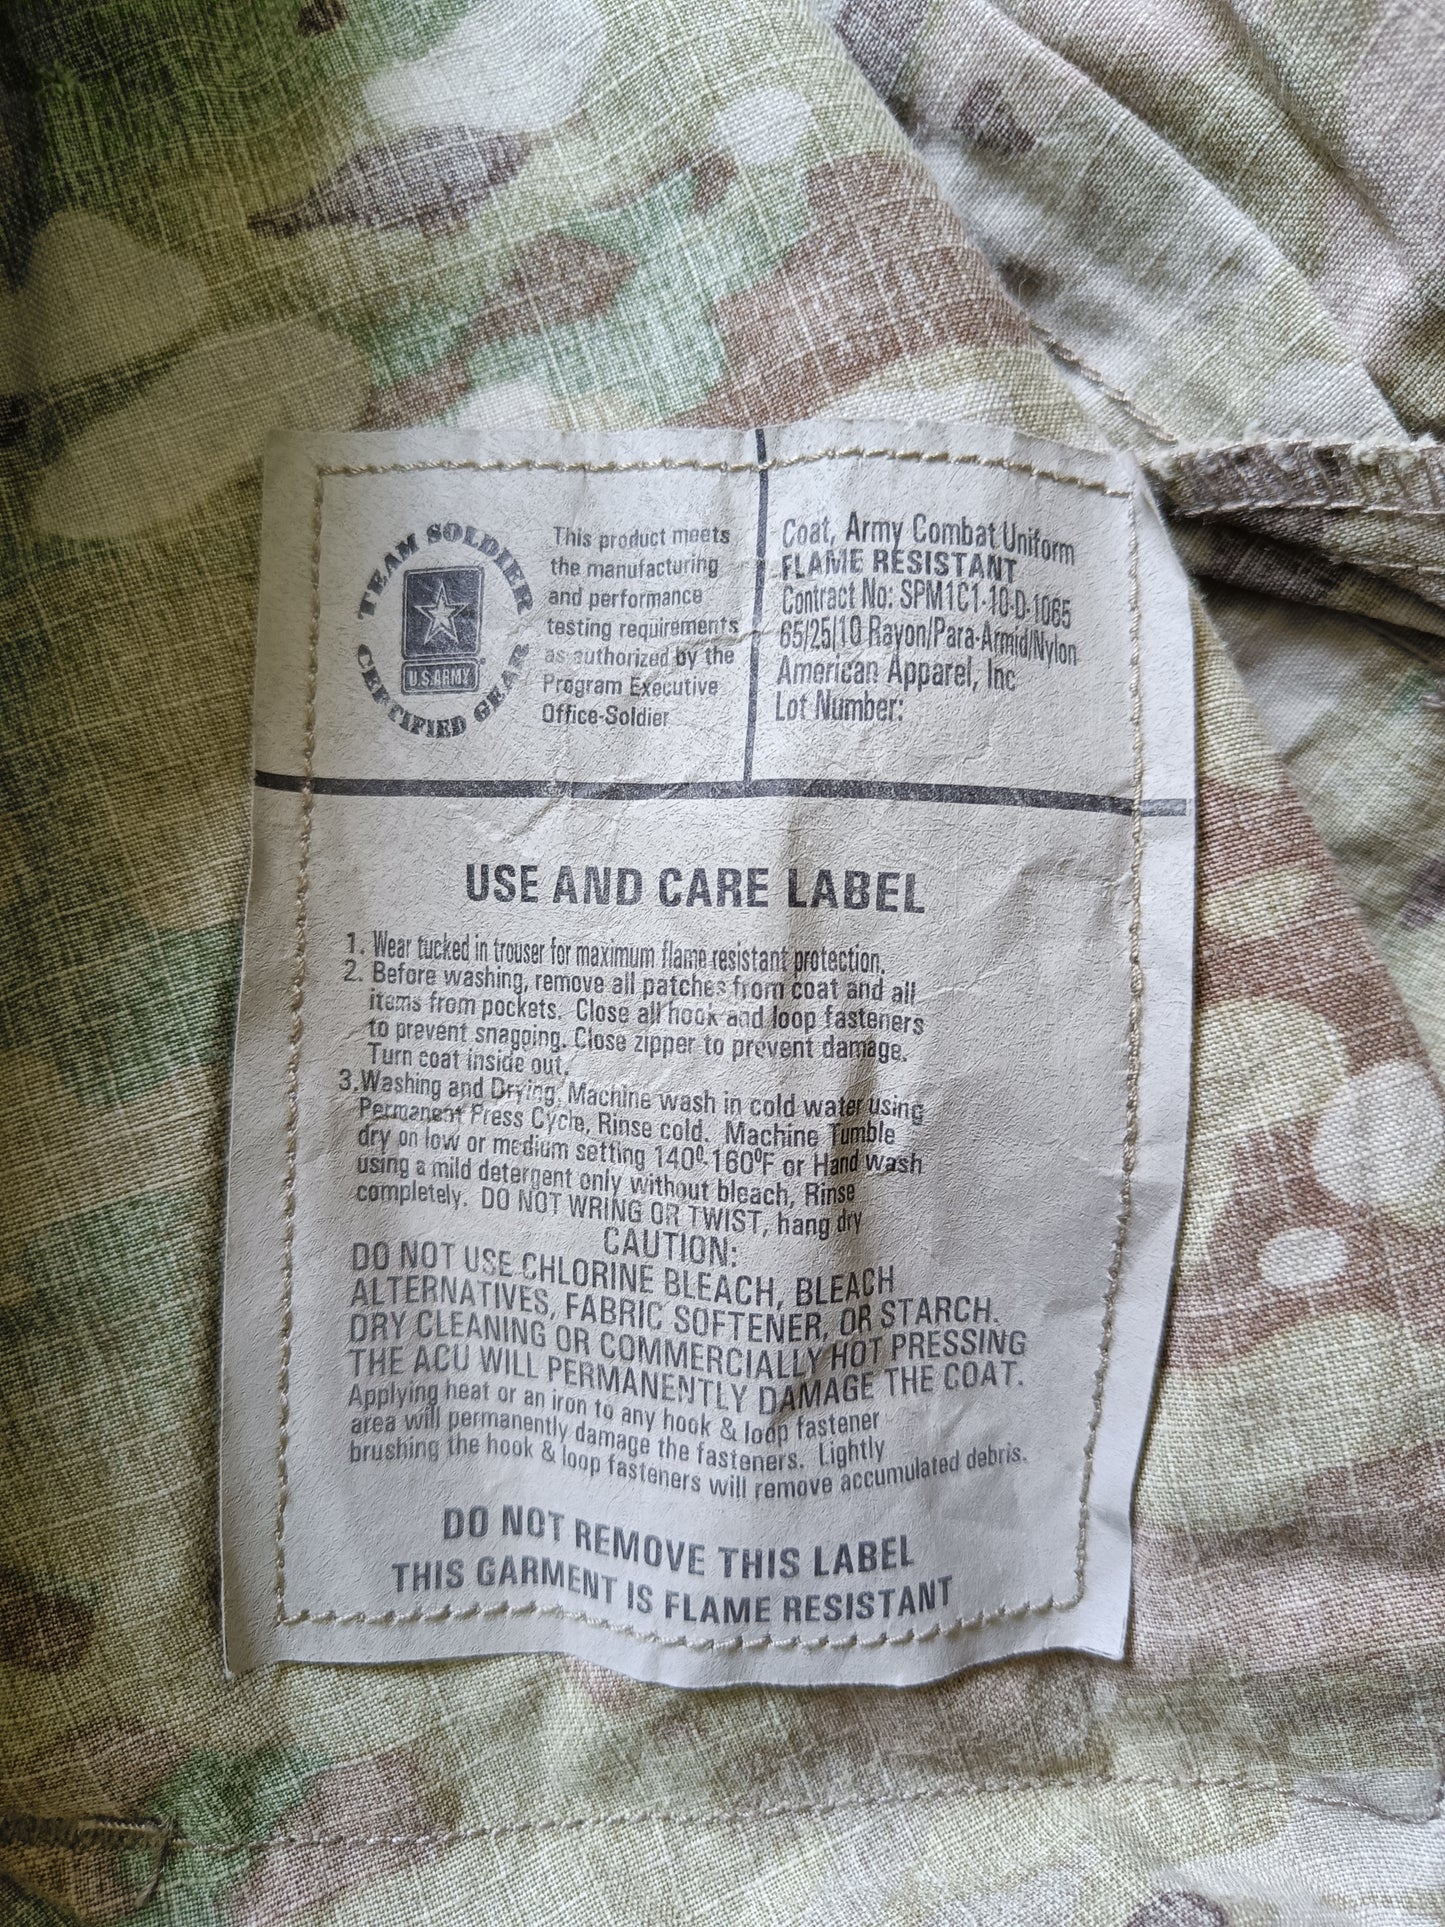 TEAM SOLDIER
CERTIFIED GEAR
U.S.ARMY
This product meets
the manufacturing
and performance
testing requirements
as authorized by the
Program Executive
Office-Soldier
Coat, Army Combat Uniform
FLAME RESISTANT
Contract No: SPM1C1-10-D-1065
65/25/10 Rayon/Para-Armid/Nylon
American Apparel, Inc
Lot Number:
USE AND CARE LABEL
1. Wear tucked in trouser for maximum flame resistant protection.
2. Before washing, remove all patches from coat and all
items from pockets. Close all hook and loop fasteners
to prevent snagging. Close zipper to prevent damage.
Turn coat inside out.
3.Washing and Drying. Machine wash in cold water using
Permanent Press Cycle, Rinse cold. Machine Tumble
dry on low or medium setting 140⁰-160⁰F or Hand wash
using a mild detergent only without bleach, Rinse
completely. DO NOT WRING OR TWIST, hang dry
CAUTION:
DO NOT USE CHLORINE BLEACH, BLEACH
ALTERNATIVES, FABRIC SOFTENER, OR STARCH.
DRY CLEANING OR COMMERCIALLY HOT PRESSING
THE ACU WILL PERMANENTLY DAMAGE THE COAT.
Applying heat or an iron to any hook & loop fastener
area will permanently damage the fasteners. Lightly
brushing the hook & loop fasteners will remove accumulated debris.
DO NOT REMOVE THIS LABEL
THIS GARMENT IS FLAME RESISTANT